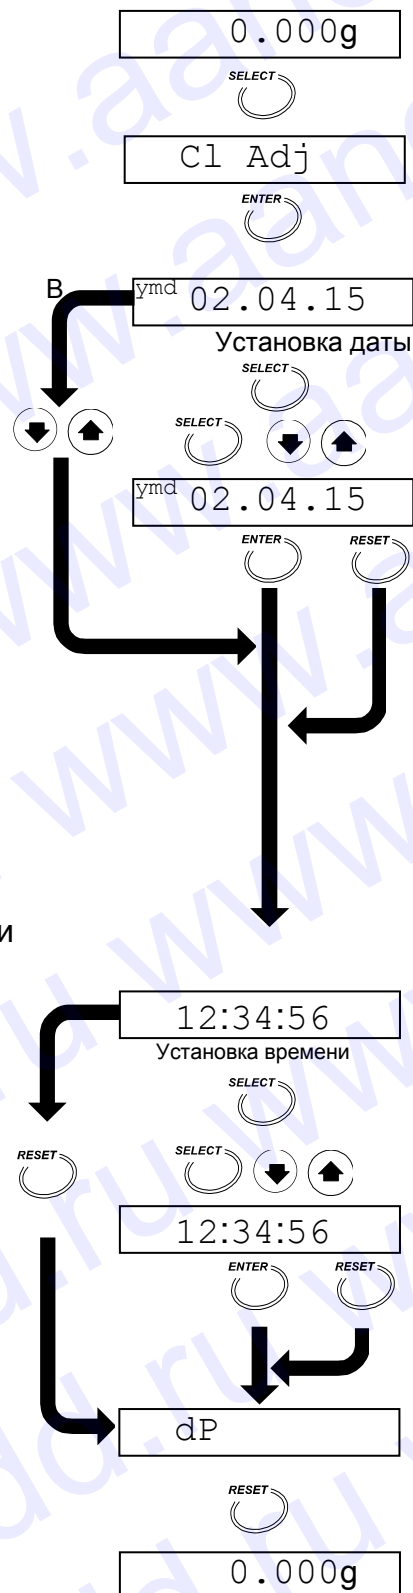 0.000g
SELECT
Cl Adj
ENTER
В
ymd 02.04.15
Установка даты
SELECT
SELECT
ymd 02.04.15
ENTER RESET
и
12:34:56
Установка времени
SELECT
RESET SELECT
12:34:56
ENTER RESET
dP
RESET
0.000g